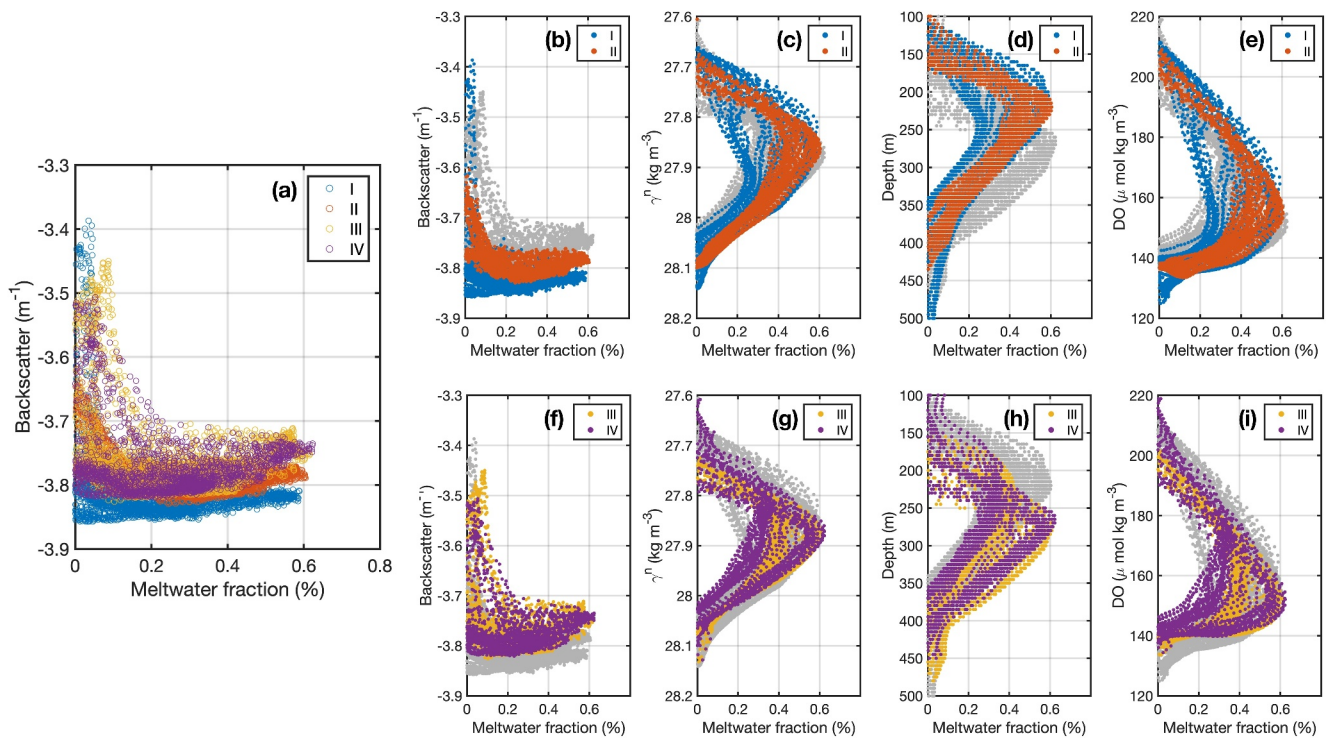 (a)
I
II
III
IV
-3.3
-3.4
-3.5
-3.6
-3.7
-3.8
-3.9
0
0.2
0.4
0.6
0.8
Backscatter (m⁻¹)
Meltwater fraction (%)
(b)
I
II
-3.3
-3.4
-3.5
-3.6
-3.7
-3.8
-3.9
0
0.2
0.4
0.6
Backscatter (m⁻¹)
Meltwater fraction (%)
(c)
I
II
27.6
27.7
27.8
27.9
28
28.1
28.2
0
0.2
0.4
0.6
γⁿ (kg m⁻³)
Meltwater fraction (%)
(d)
I
II
100
150
200
250
300
350
400
450
500
0
0.2
0.4
0.6
Depth (m)
Meltwater fraction (%)
(e)
I
II
220
200
180
160
140
120
0
0.2
0.4
0.6
DO (μ mol kg⁻³)
Meltwater fraction (%)
(f)
III
IV
-3.3
-3.4
-3.5
-3.6
-3.7
-3.8
-3.9
0
0.2
0.4
0.6
Backscatter (m⁻¹)
Meltwater fraction (%)
(g)
III
IV
27.6
27.7
27.8
27.9
28
28.1
28.2
0
0.2
0.4
0.6
γⁿ (kg m⁻³)
Meltwater fraction (%)
(h)
III
IV
100
150
200
250
300
350
400
450
500
0
0.2
0.4
0.6
Depth (m)
Meltwater fraction (%)
(i)
III
IV
220
200
180
160
140
120
0
0.2
0.4
0.6
DO (μ mol kg⁻³)
Meltwater fraction (%)